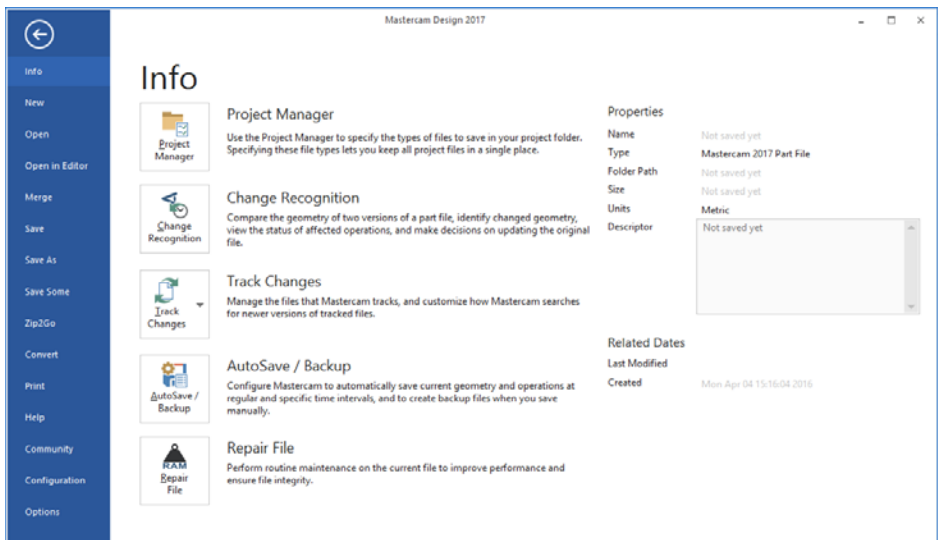 Mastercam Design 2017
Info
New
Open
Open in Editor
Merge
Save
Save As
Save Some
Zip2Go
Convert
Print
Help
Community
Configuration
Options
Info
Project
Manager
Project Manager
Use the Project Manager to specify the types of files to save in your project folder.
Specifying these file types lets you keep all project files in a single place.
Change
Recognition
Change Recognition
Compare the geometry of two versions of a part file, identify changed geometry,
view the status of affected operations, and make decisions on updating the original
file.
Track
Changes
Track Changes
Manage the files that Mastercam tracks, and customize how Mastercam searches
for newer versions of tracked files.
AutoSave /
Backup
AutoSave / Backup
Configure Mastercam to automatically save current geometry and operations at
regular and specific time intervals, and to create backup files when you save
manually.
RAM
Repair
File
Repair File
Perform routine maintenance on the current file to improve performance and
ensure file integrity.
Properties
Name Not saved yet
Type Mastercam 2017 Part File
Folder Path Not saved yet
Size Not saved yet
Units Metric
Descriptor Not saved yet
Related Dates
Last Modified
Created Mon Apr 04 15:16:04 2016